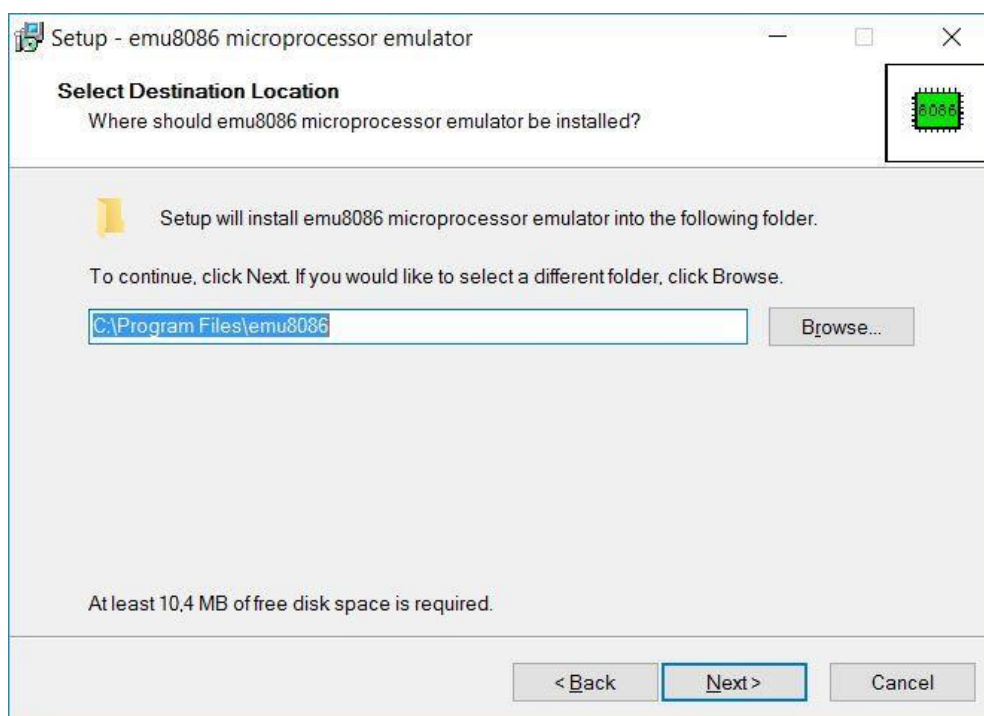 Setup - emu8086 microprocessor emulator
Select Destination Location
Where should emu8086 microprocessor emulator be installed?
8086
Setup will install emu8086 microprocessor emulator into the following folder.
To continue, click Next. If you would like to select a different folder, click Browse.
C:\Program Files\emu8086
Browse...
At least 10,4 MB of free disk space is required.
< Back
Next >
Cancel